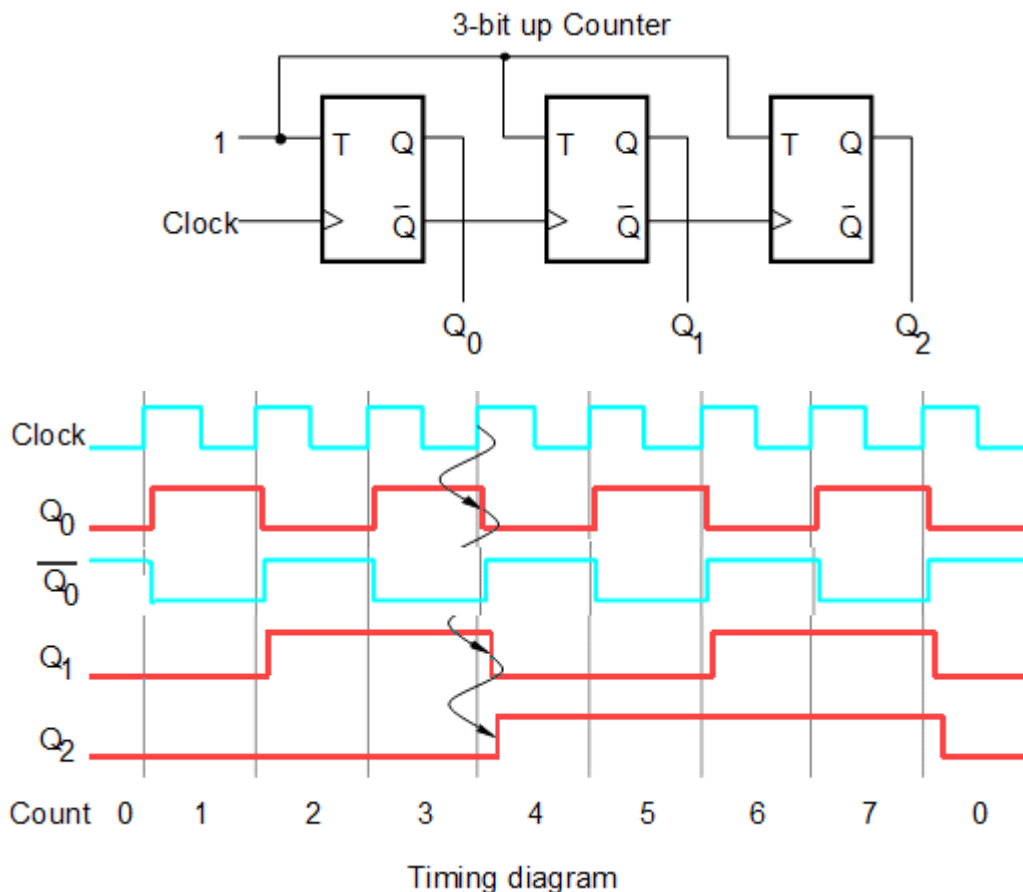 3-bit up Counter
1 T Q T Q T Q
Clock Q̅ Q̅ Q̅
Q0 Q1 Q2
Clock
Q0
Q̅0
Q1
Q2
Count 0 1 2 3 4 5 6 7 0
Timing diagram